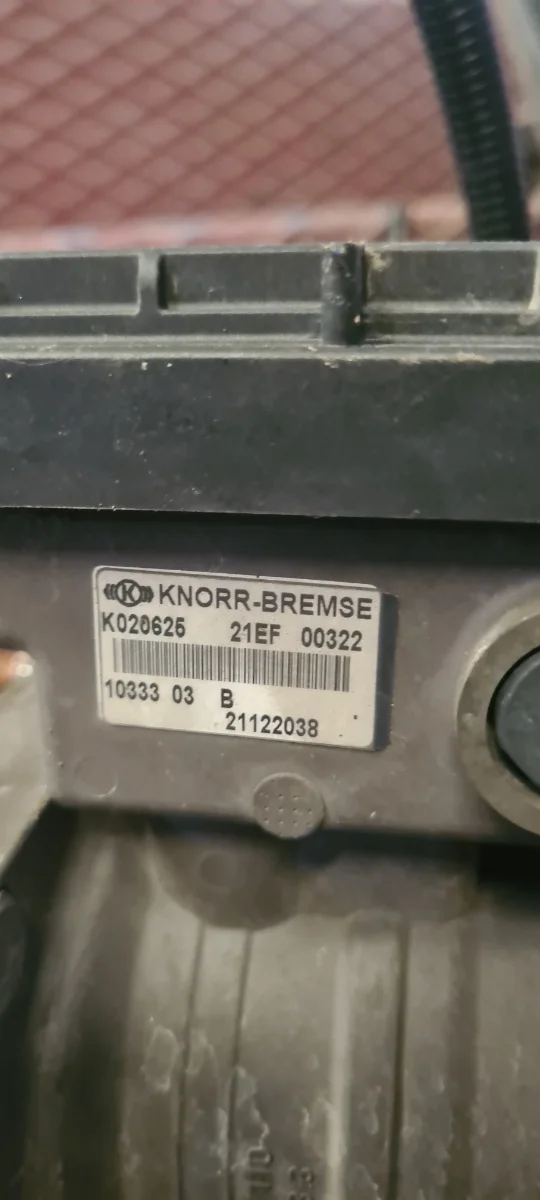 K KNORR-BREMSE
K020625 21EF 00322
10333 03 B
21122038